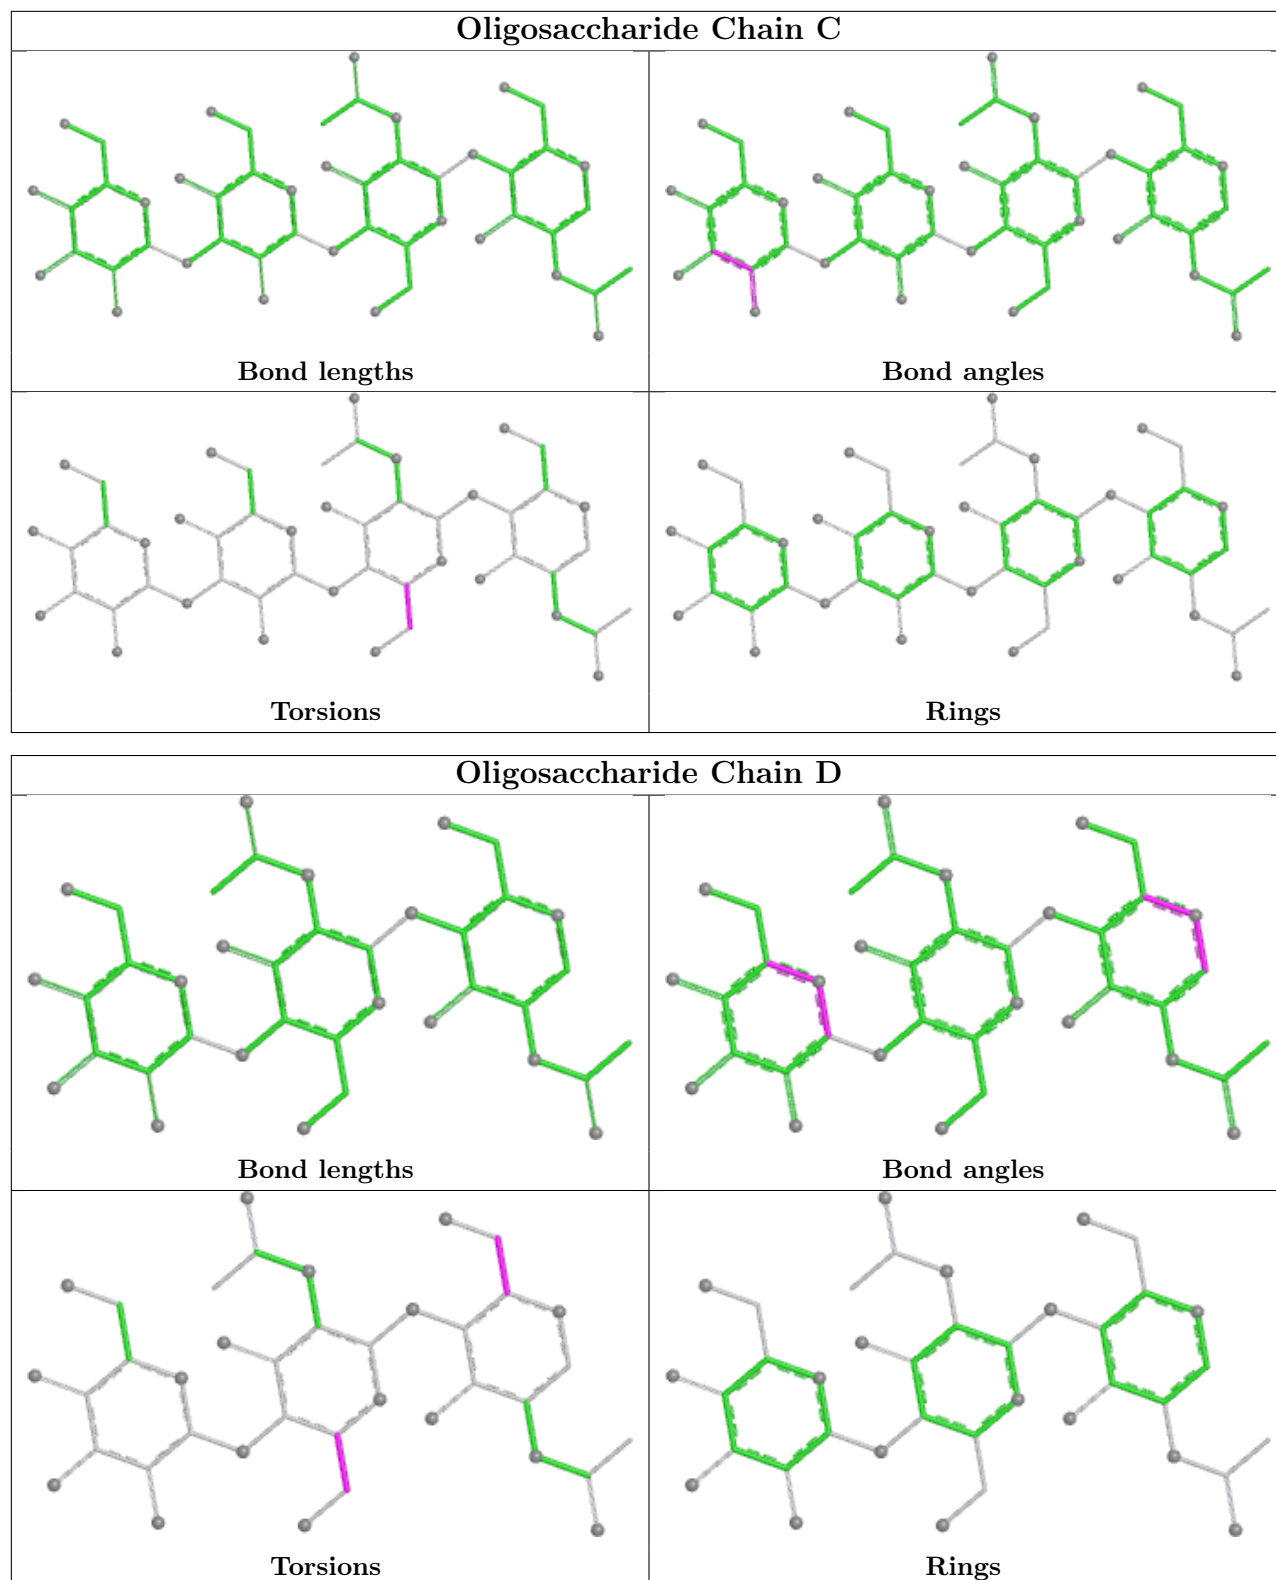 Oligosaccharide Chain C
Bond lengths
Bond angles
Torsions
Rings
Oligosaccharide Chain D
Bond lengths
Bond angles
Torsions
Rings